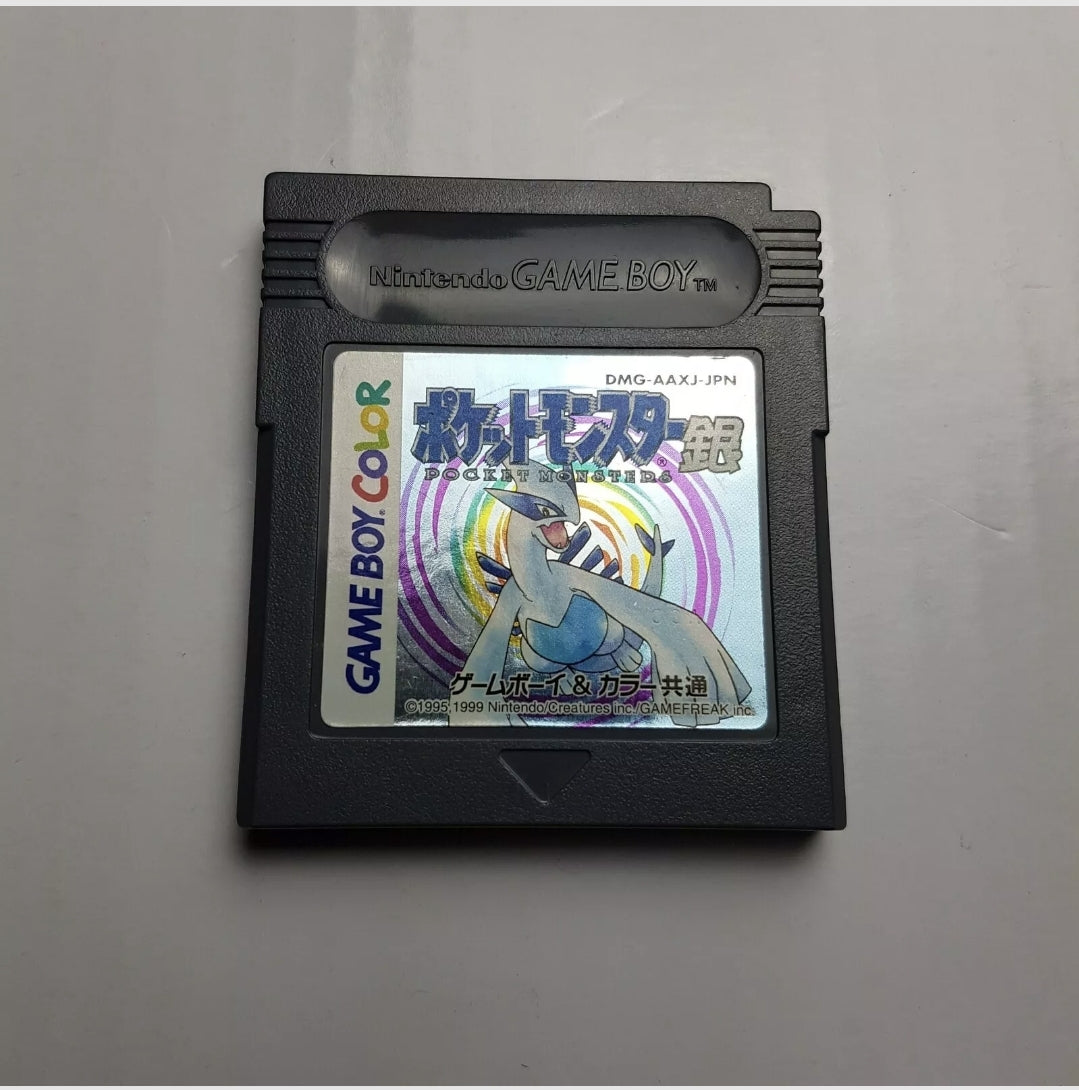 Nintendo GAME BOY™
DMG-AAXJ-JPN
ポケットモンスター銀
POCKET MONSTERS
GAME BOY COLOR
ゲームボーイ & カラー共通
©1995,1999 Nintendo/Creatures inc./GAMEFREAK inc.